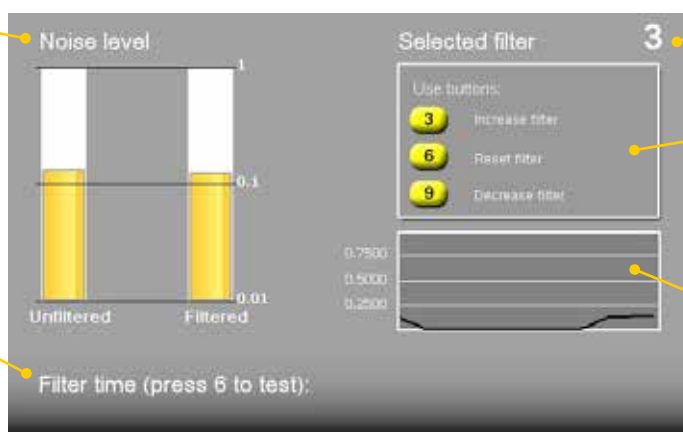 Noise level
1
0.1
0.01
Unfiltered
Filtered
Selected filter
3
Use buttons:
3 Increase filter
6 Reset filter
9 Decrease filter
0.7500
0.5000
0.2500
Filter time (press 6 to test):